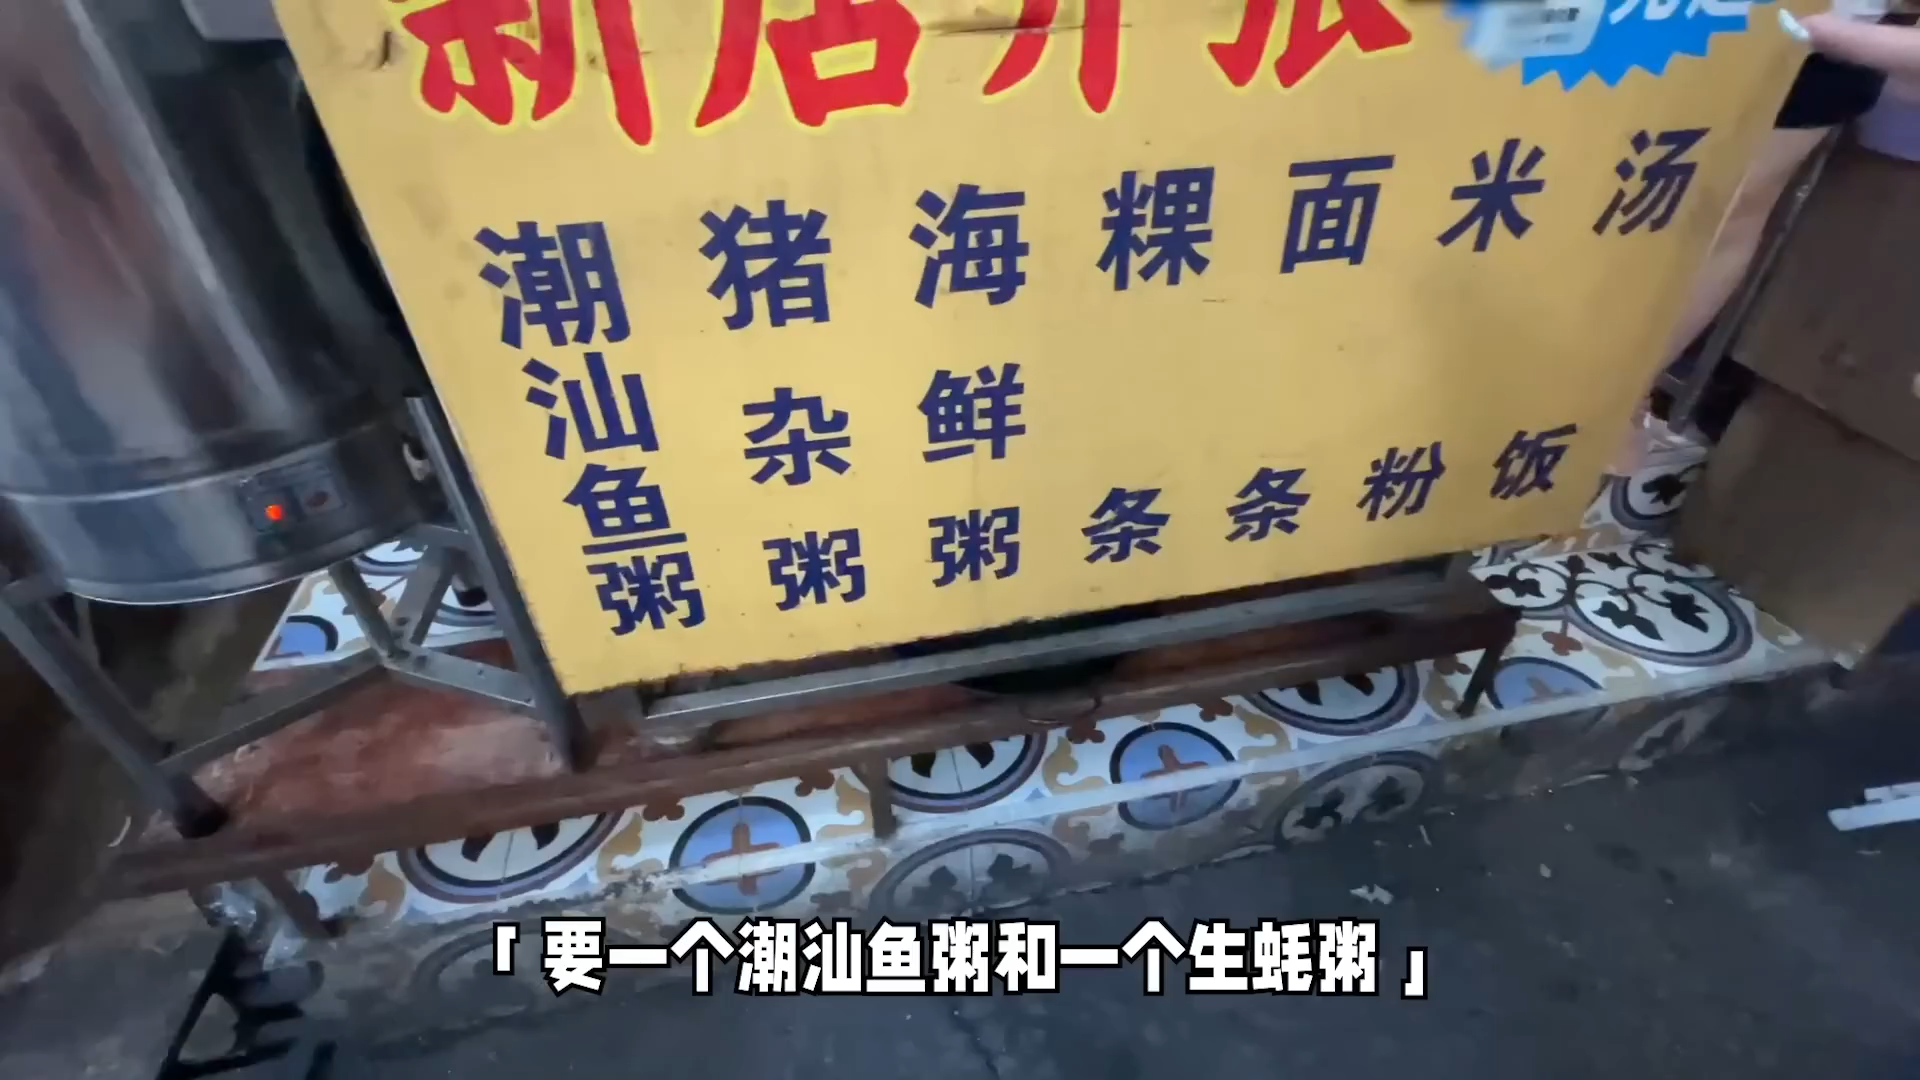 新店开张
潮汕鱼粥
猪杂粥
海鲜粥
粿条
面条
米粉
汤饭
「要一个潮汕鱼粥和一个生蚝粥」